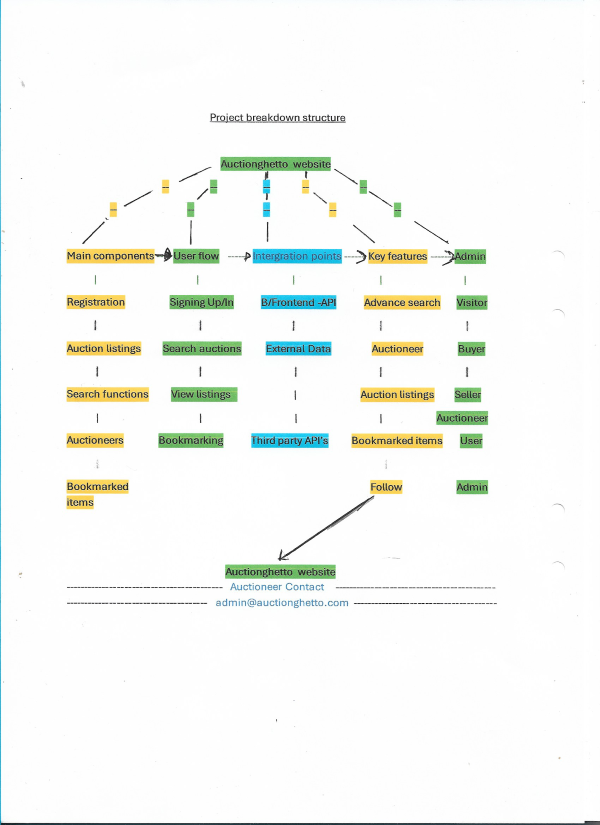 Project breakdown structure
Auctionghetto website
Main components User flow Intergration points Key features Admin
Registration Signing Up/In B/Frontend -API Advance search Visitor
Auction listings Search auctions External Data Auctioneer Buyer
Search functions View listings Auction listings Seller
Auctioneer
Auctioneers Bookmarking Third party API's Bookmarked items User
Bookmarked Follow Admin
items
Auctionghetto website
Auctioneer Contact
admin@auctionghetto.com